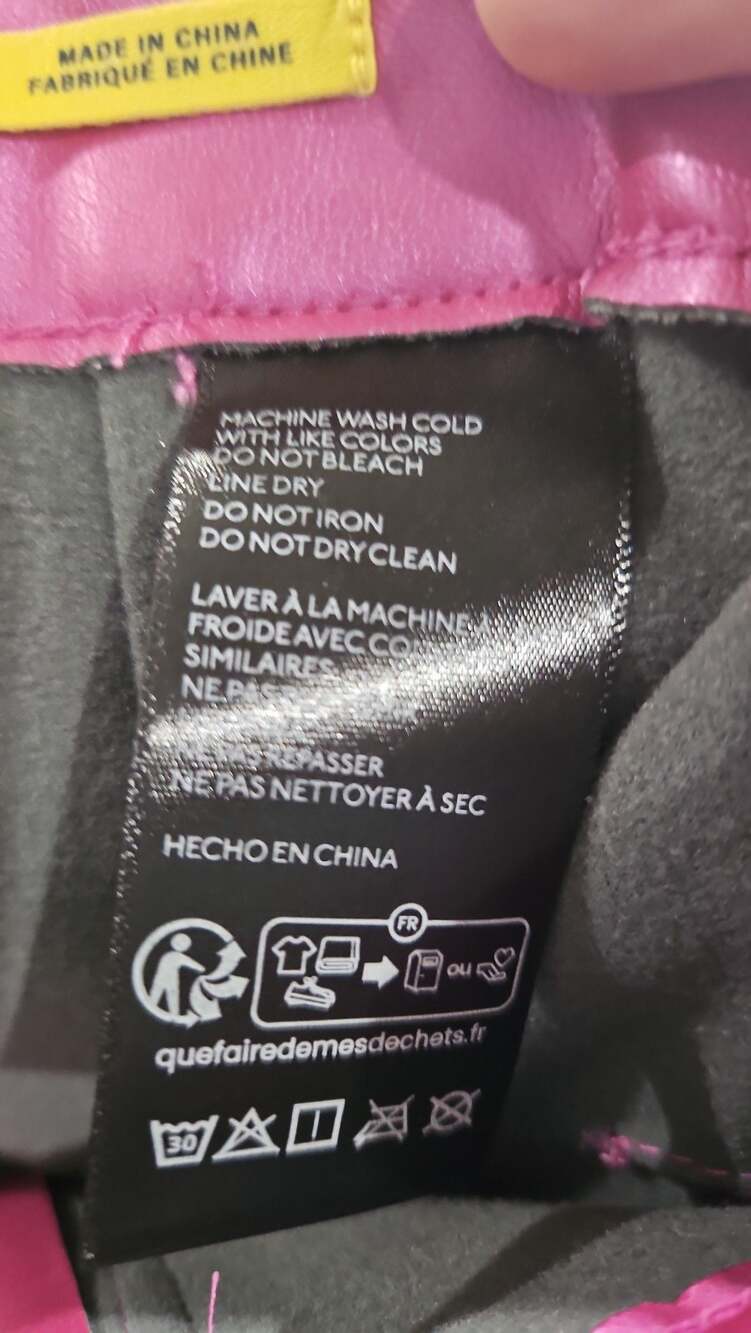 MADE IN CHINA
FABRIQUÉ EN CHINE
MACHINE WASH COLD
WITH LIKE COLORS
DO NOT BLEACH
LINE DRY
DO NOT IRON
DO NOT DRY CLEAN
LAVER À LA MACHINE À
FROIDE AVEC
SIMILAIRES
NE PAS
NE PAS REPASSER
NE PAS NETTOYER À SEC
HECHO EN CHINA
FR
ou
quefairedemesdechets.fr
30